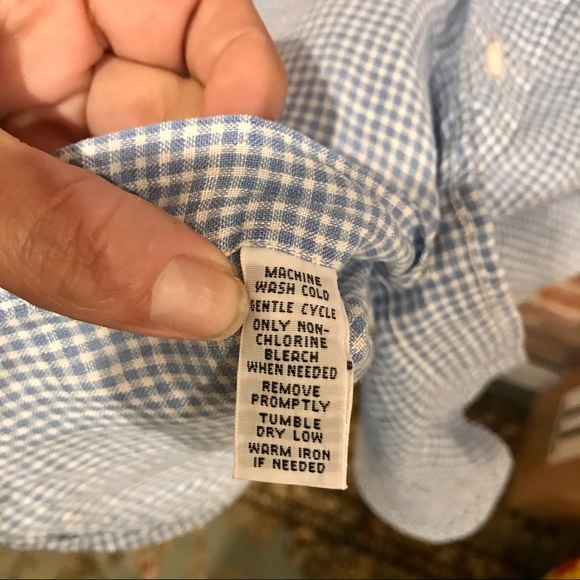 MACHINE
WASH COLD
GENTLE CYCLE
ONLY NON-
CHLORINE
BLEACH
WHEN NEEDED
REMOVE
PROMPTLY
TUMBLE
DRY LOW
WARM IRON
IF NEEDED